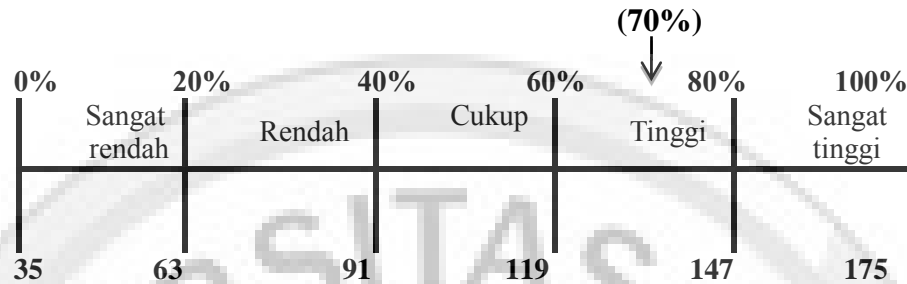 (70%)
0% 20% 40% 60% 80% 100%
Sangat rendah
Rendah
Cukup
Tinggi
Sangat tinggi
35 63 91 119 147 175
SITAS